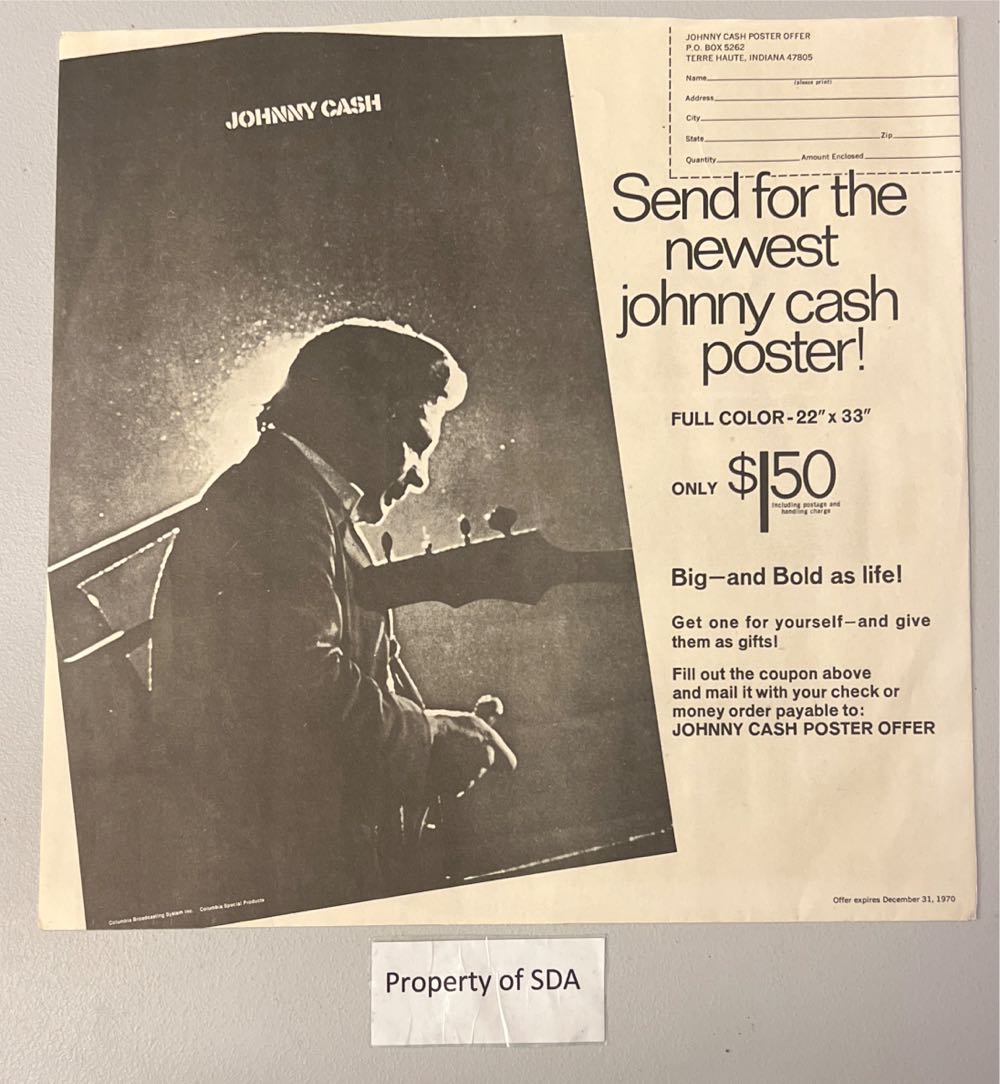 JOHNNY CASH
JOHNNY CASH POSTER OFFER
P.O. BOX 5262
TERRE HAUTE, INDIANA 47805
Name
(please print)
Address
City
State Zip
Quantity Amount Enclosed
Send for the
newest
johnny cash
poster!
FULL COLOR-22" x 33"
ONLY $1.50
including postage and
handling charge
Big—and Bold as life!
Get one for yourself—and give
them as gifts!
Fill out the coupon above
and mail it with your check or
money order payable to:
JOHNNY CASH POSTER OFFER
Columbia Broadcasting System Inc. Columbia Special Products
Offer expires December 31, 1970
Property of SDA